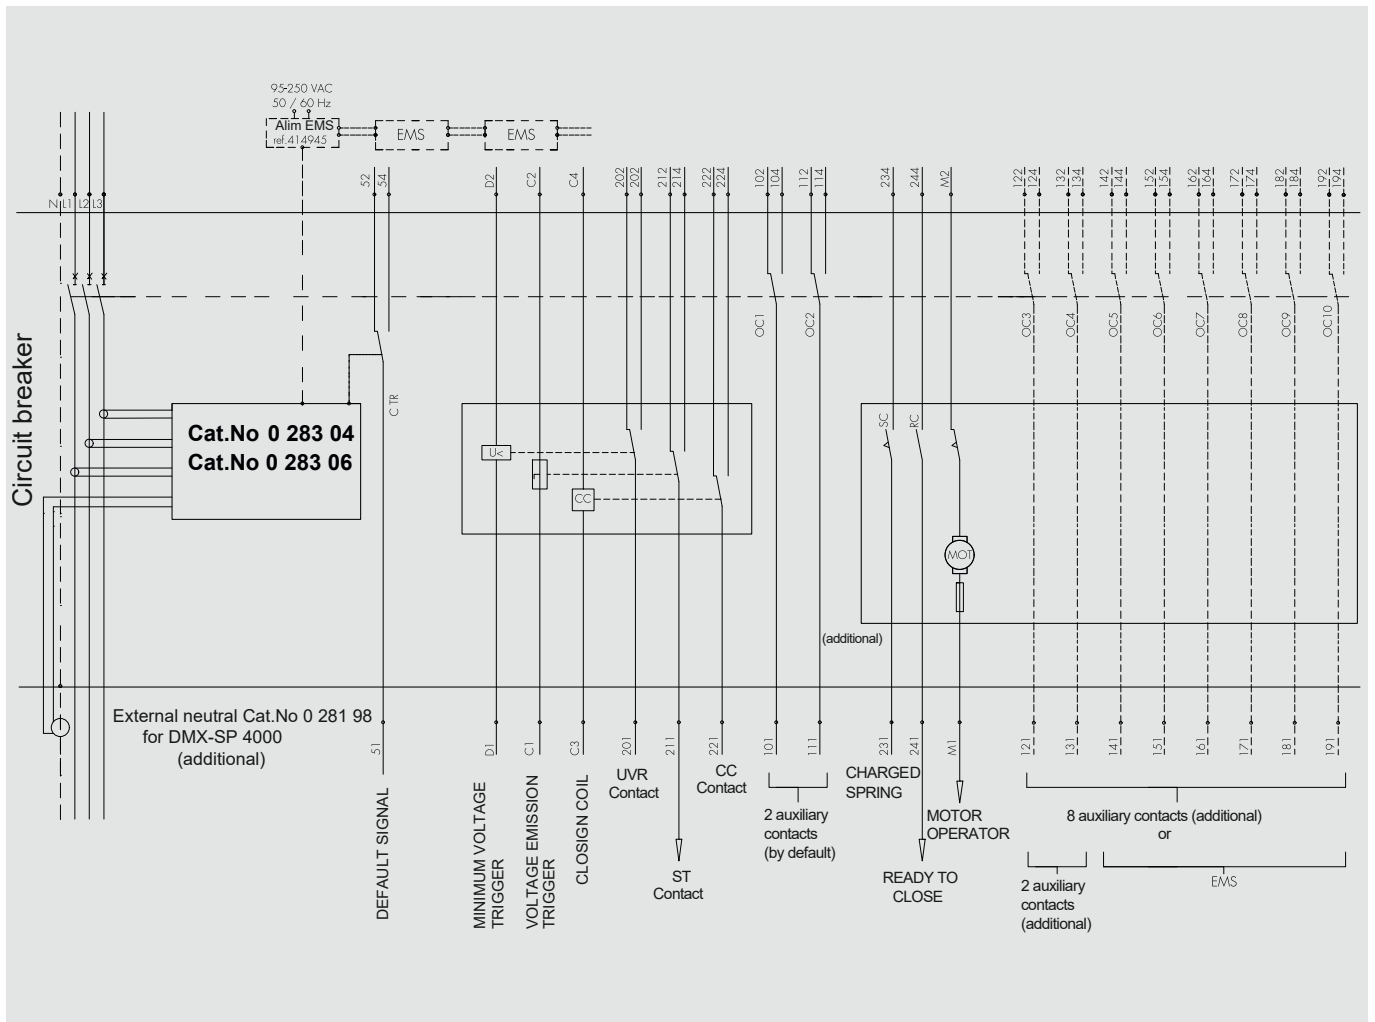 95-250 VAC
50 / 60 Hz
Alim EMS
ref.414945
EMS
EMS
52
54
D2
C2
C4
202
202
212
214
222
224
102
104
112
114
234
244
M2
122
124
132
134
142
144
152
154
162
164
172
174
182
184
192
194
N
L1
L2
L3
Circuit breaker
OC1
OC2
OC3
OC4
OC5
OC6
OC7
OC8
OC9
OC10
C TR
Cat.No 0 283 04
Cat.No 0 283 06
U<
CC
SC
RC
MOT
(additional)
External neutral Cat.No 0 281 98
for DMX-SP 4000
(additional)
51
D1
C1
C3
201
211
221
101
111
231
241
M1
121
131
141
151
161
171
181
191
DEFAULT SIGNAL
MINIMUM VOLTAGE
TRIGGER
VOLTAGE EMISSION
TRIGGER
CLOSIGN COIL
UVR
Contact
ST
Contact
CC
Contact
2 auxiliary
contacts
(by default)
CHARGED
SPRING
READY TO
CLOSE
MOTOR
OPERATOR
8 auxiliary contacts (additional)
or
2 auxiliary
contacts
(additional)
EMS